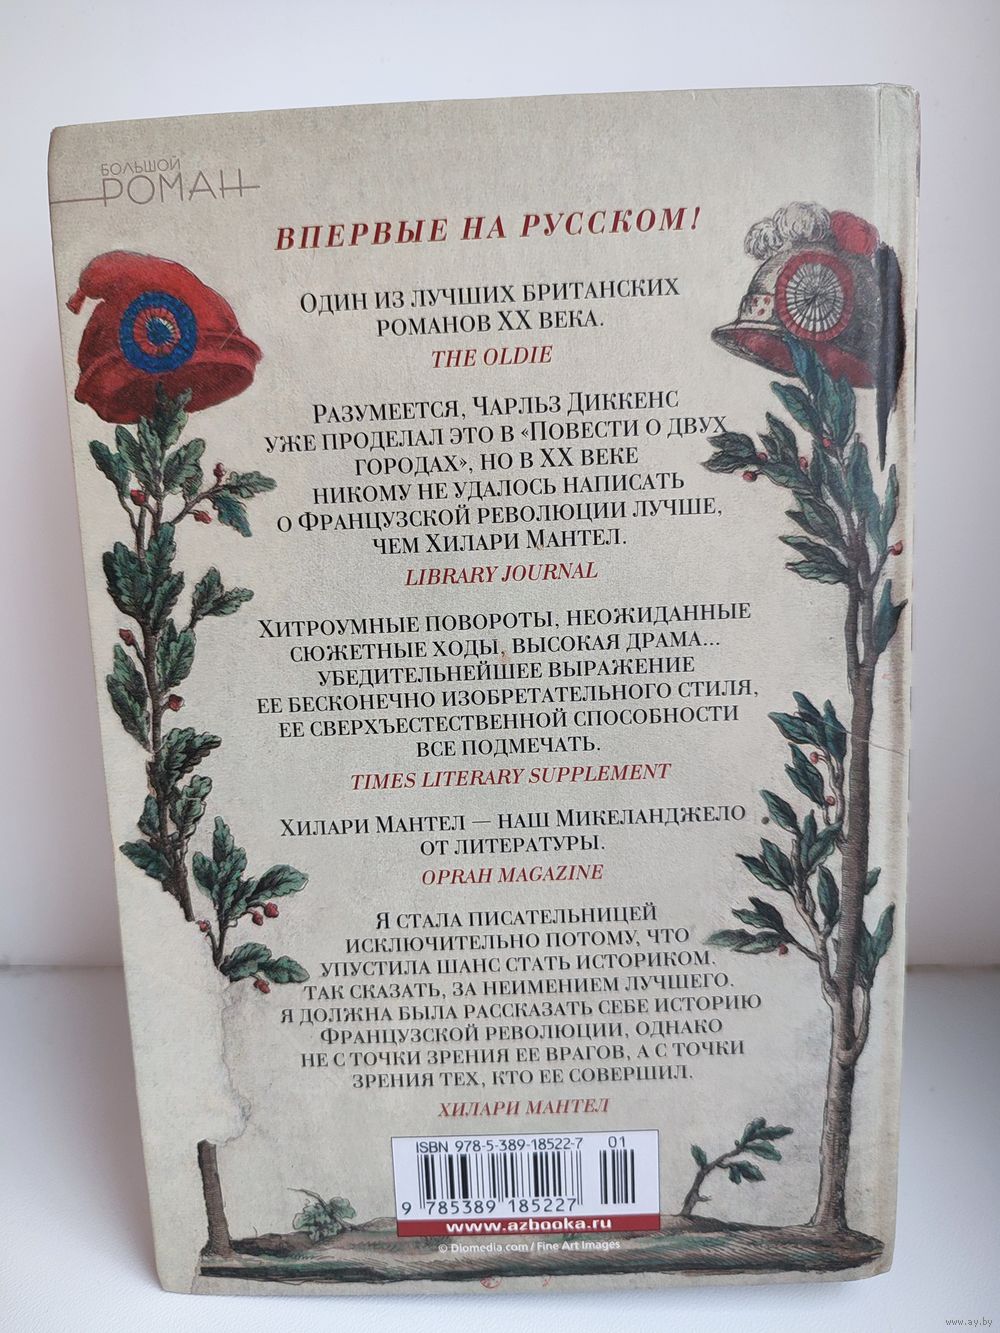 БОЛЬШОЙ
РОМАН
ВПЕРВЫЕ НА РУССКОМ!
ОДИН ИЗ ЛУЧШИХ БРИТАНСКИХ
РОМАНОВ XX ВЕКА.
THE OLDIE
РАЗУМЕЕТСЯ, ЧАРЛЬЗ ДИККЕНС
УЖЕ ПРОДЕЛАЛ ЭТО В «ПОВЕСТИ О ДВУХ
ГОРОДАХ», НО В XX ВЕКЕ
НИКОМУ НЕ УДАЛОСЬ НАПИСАТЬ
О ФРАНЦУЗСКОЙ РЕВОЛЮЦИИ ЛУЧШЕ,
ЧЕМ ХИЛАРИ МАНТЕЛ.
LIBRARY JOURNAL
ХИТРОУМНЫЕ ПОВОРОТЫ, НЕОЖИДАННЫЕ
СЮЖЕТНЫЕ ХОДЫ, ВЫСОКАЯ ДРАМА...
УБЕДИТЕЛЬНЕЙШЕЕ ВЫРАЖЕНИЕ
ЕЕ БЕСКОНЕЧНО ИЗОБРЕТАТЕЛЬНОГО СТИЛЯ,
ЕЕ СВЕРХЪЕСТЕСТВЕННОЙ СПОСОБНОСТИ
ВСЕ ПОДМЕЧАТЬ.
TIMES LITERARY SUPPLEMENT
ХИЛАРИ МАНТЕЛ — НАШ МИКЕЛАНДЖЕЛО
ОТ ЛИТЕРАТУРЫ.
OPRAH MAGAZINE
Я СТАЛА ПИСАТЕЛЬНИЦЕЙ
ИСКЛЮЧИТЕЛЬНО ПОТОМУ, ЧТО
УПУСТИЛА ШАНС СТАТЬ ИСТОРИКОМ.
ТАК СКАЗАТЬ, ЗА НЕИМЕНИЕМ ЛУЧШЕГО.
Я ДОЛЖНА БЫЛА РАССКАЗАТЬ СЕБЕ ИСТОРИЮ
ФРАНЦУЗСКОЙ РЕВОЛЮЦИИ, ОДНАКО
НЕ С ТОЧКИ ЗРЕНИЯ ЕЕ ВРАГОВ, А С ТОЧКИ
ЗРЕНИЯ ТЕХ, КТО ЕЕ СОВЕРШИЛ.
ХИЛАРИ МАНТЕЛ
ISBN 978-5-389-18522-7 01
9 785389 185227
www.azbooka.ru
© Diomedia.com / Fine Art Images
www.ay.by